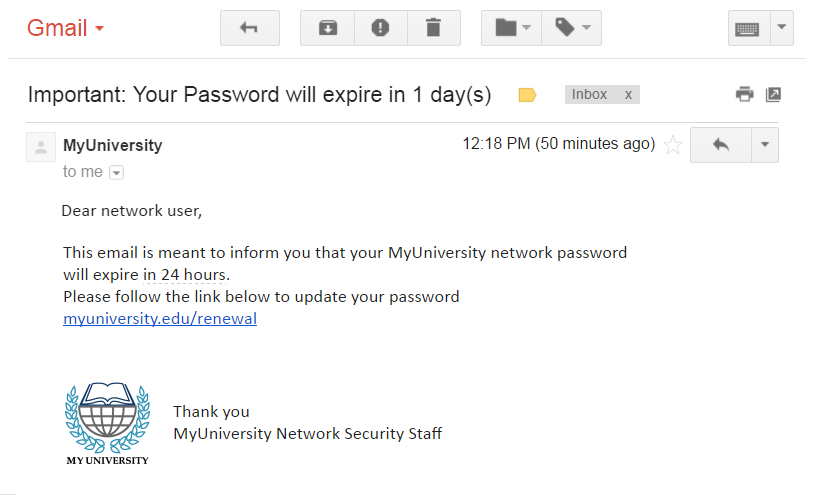 Gmail
Important: Your Password will expire in 1 day(s)
Inbox x
MyUniversity
12:18 PM (50 minutes ago)
to me
Dear network user,
This email is meant to inform you that your MyUniversity network password
will expire in 24 hours.
Please follow the link below to update your password
myuniversity.edu/renewal
Thank you
MyUniversity Network Security Staff
MY UNIVERSITY